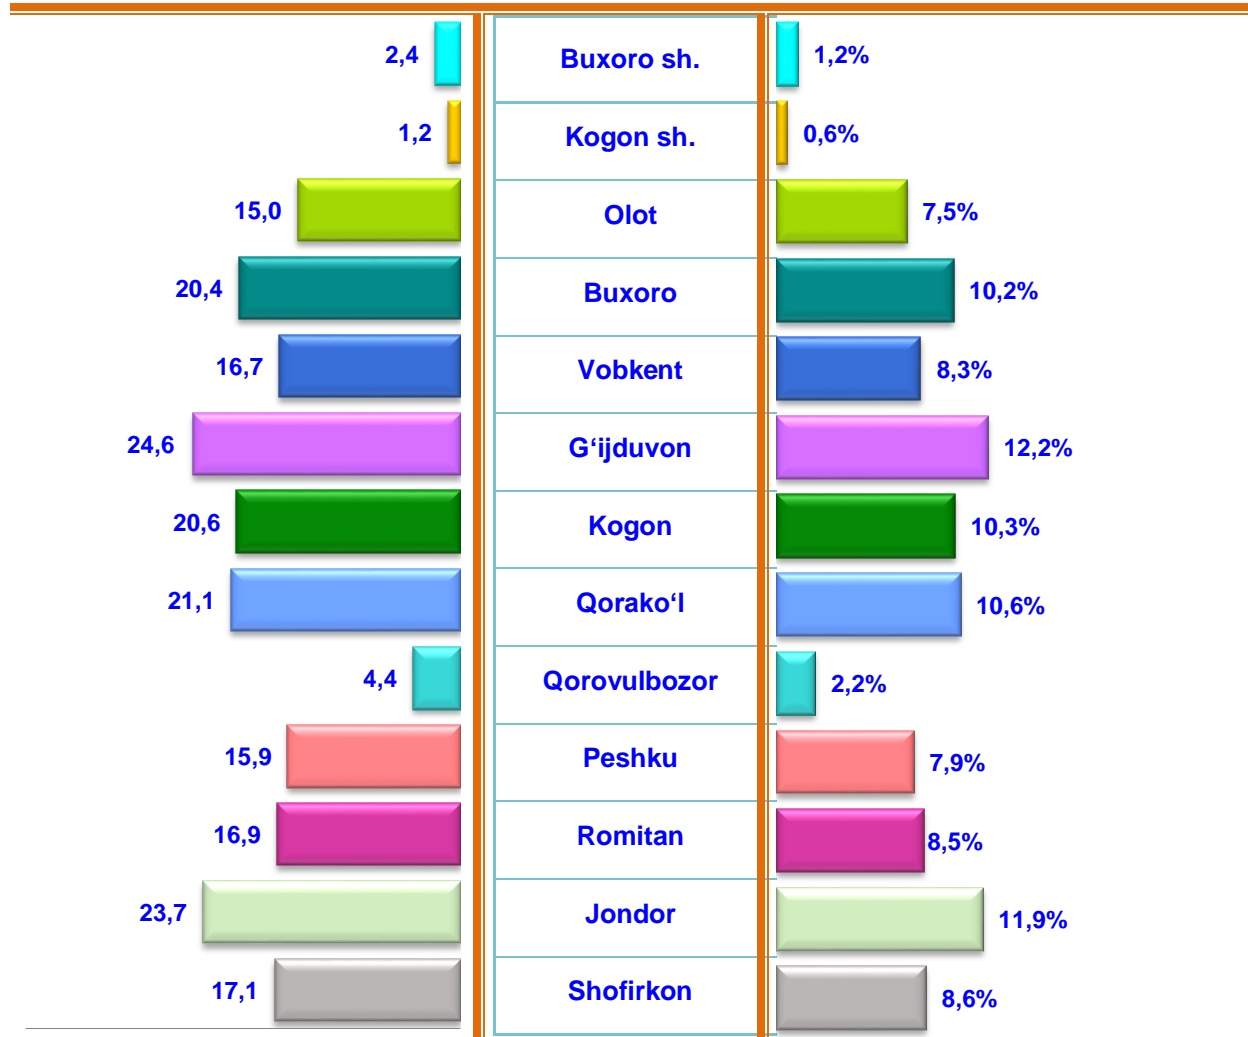 2,4 Buxoro sh. 1,2%
1,2 Kogon sh. 0,6%
15,0 Olot 7,5%
20,4 Buxoro 10,2%
16,7 Vobkent 8,3%
24,6 G‘ijduvon 12,2%
20,6 Kogon 10,3%
21,1 Qorako‘l 10,6%
4,4 Qorovulbozor 2,2%
15,9 Peshku 7,9%
16,9 Romitan 8,5%
23,7 Jondor 11,9%
17,1 Shofirkon 8,6%